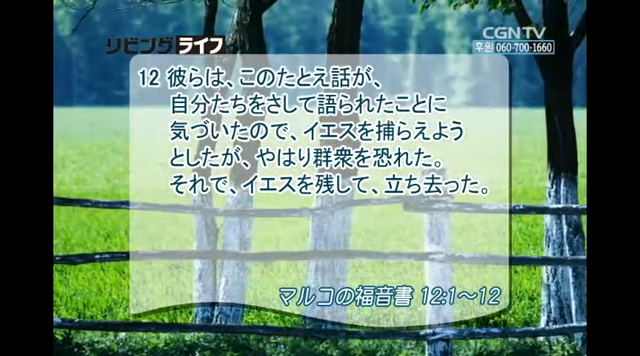 リビングライフ
CGNTV
후원 060-700-1660
12 彼らは、このたとえ話が、
自分たちをさして語られたことに
気づいたので、イエスを捕らえよう
としたが、やはり群衆を恐れた。
それで、イエスを残して、立ち去った。
マルコの福音書 12:1～12